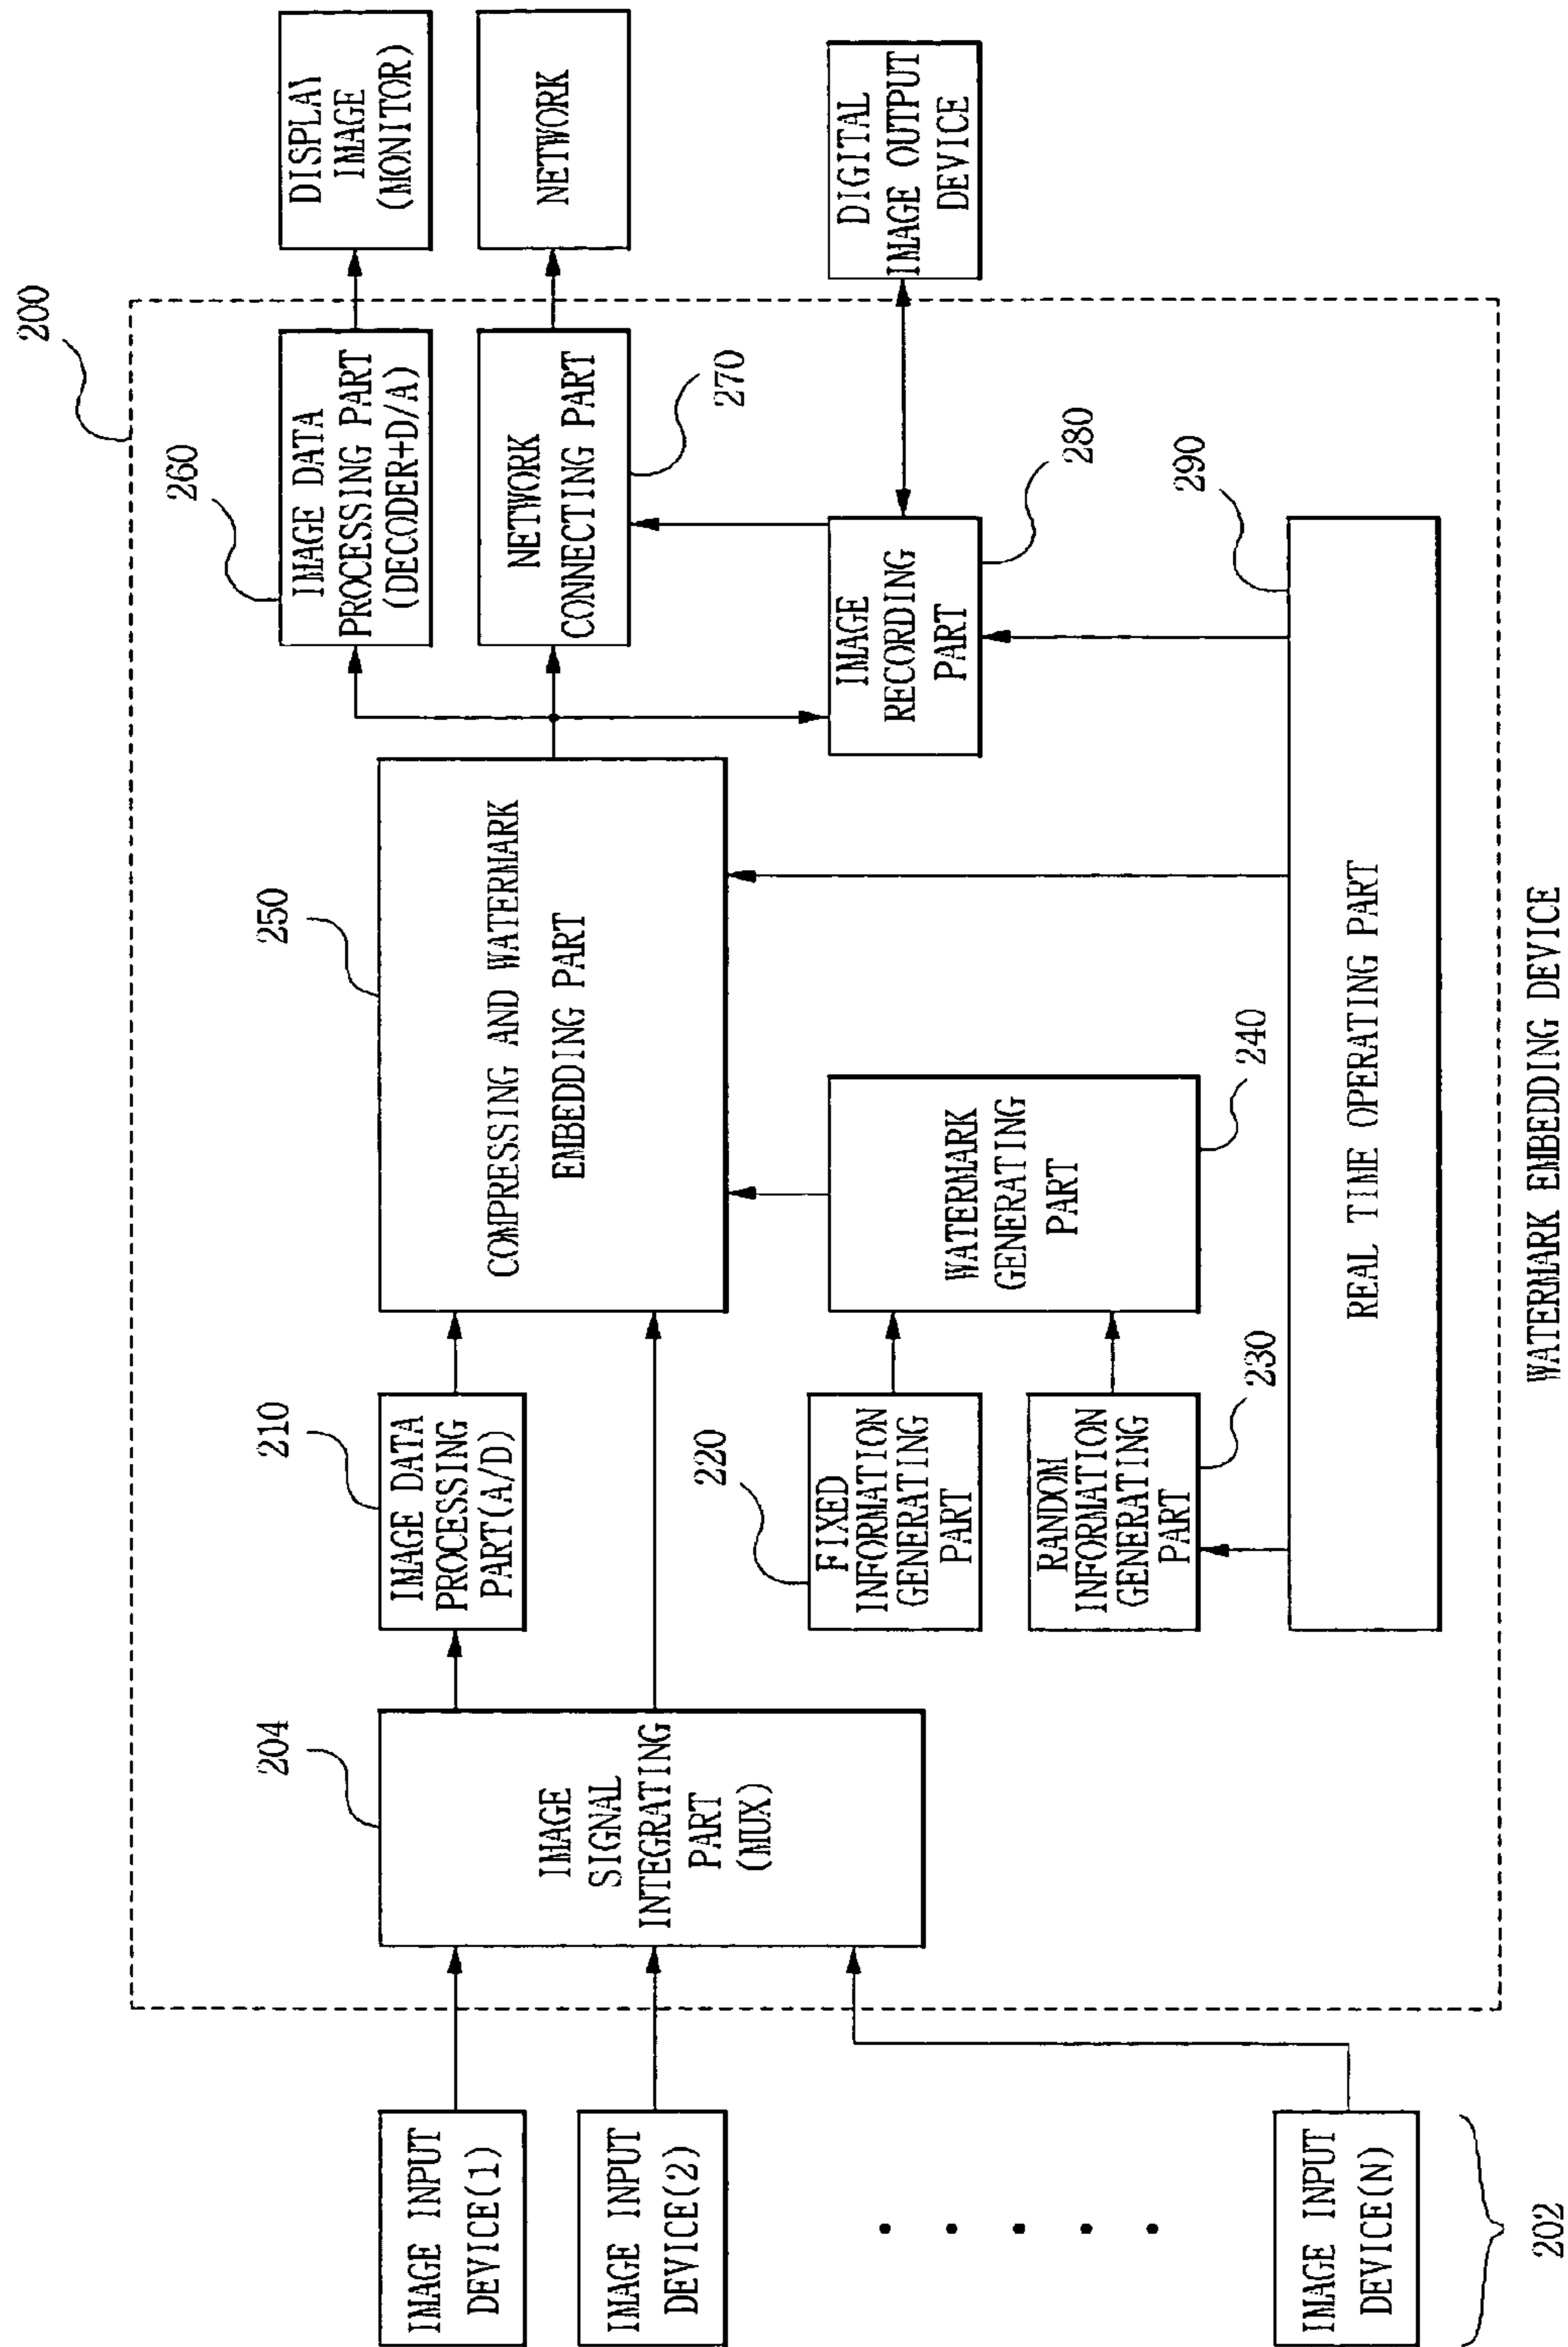 200
IMAGE INPUT
DEVICE(1)
IMAGE INPUT
DEVICE(2)
IMAGE INPUT
DEVICE(N)
202
204
IMAGE
SIGNAL
INTEGRATING
PART
(MUX)
210
IMAGE DATA
PROCESSING
PART(A/D)
220
FIXED
INFORMATION
GENERATING
PART
RANDOM
INFORMATION
GENERATING
PART
230
WATERMARK
GENERATING
PART
240
250
COMPRESSING AND WATERMARK
EMBEDDING PART
260
IMAGE DATA
PROCESSING PART
(DECODER+D/A)
NETWORK
CONNECTING PART
270
IMAGE
RECORDING
PART
280
290
REAL TIME OPERATING PART
DISPLAY
IMAGE
(MONITOR)
NETWORK
DIGITAL
IMAGE OUTPUT
DEVICE
WATERMARK EMBEDDING DEVICE